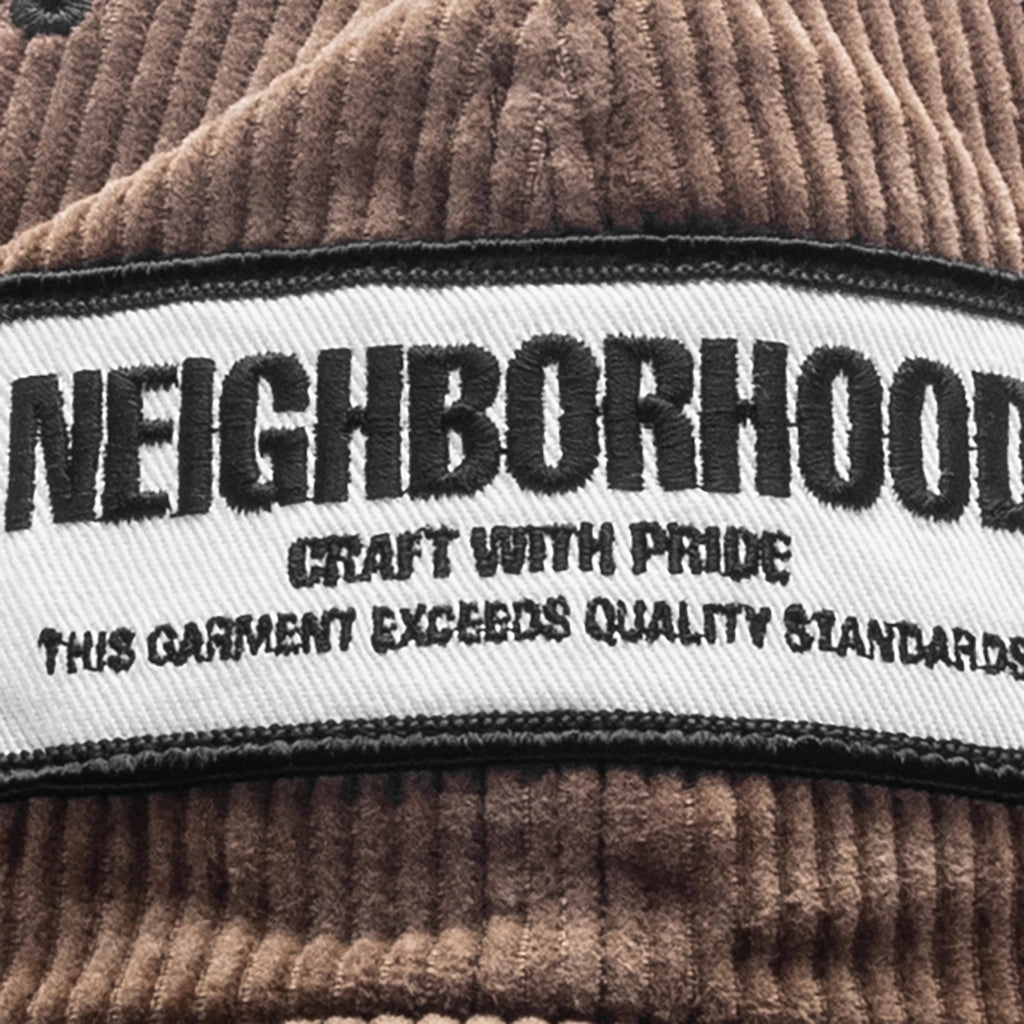 NEIGHBORHOOD
CRAFT WITH PRIDE
THIS GARMENT EXCEEDS QUALITY STANDARDS